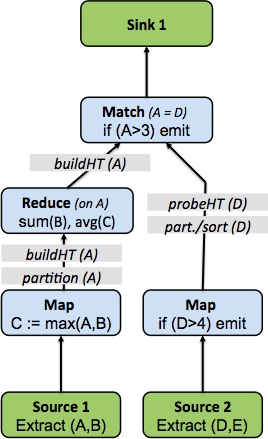 Sink 1
Match (A = D)
if (A>3) emit
buildHT (A)
probeHT (D)
part./sort (D)
Reduce (on A)
sum(B), avg(C)
buildHT (A)
partition (A)
Map
C := max(A,B)
Map
if (D>4) emit
Source 1
Extract (A,B)
Source 2
Extract (D,E)